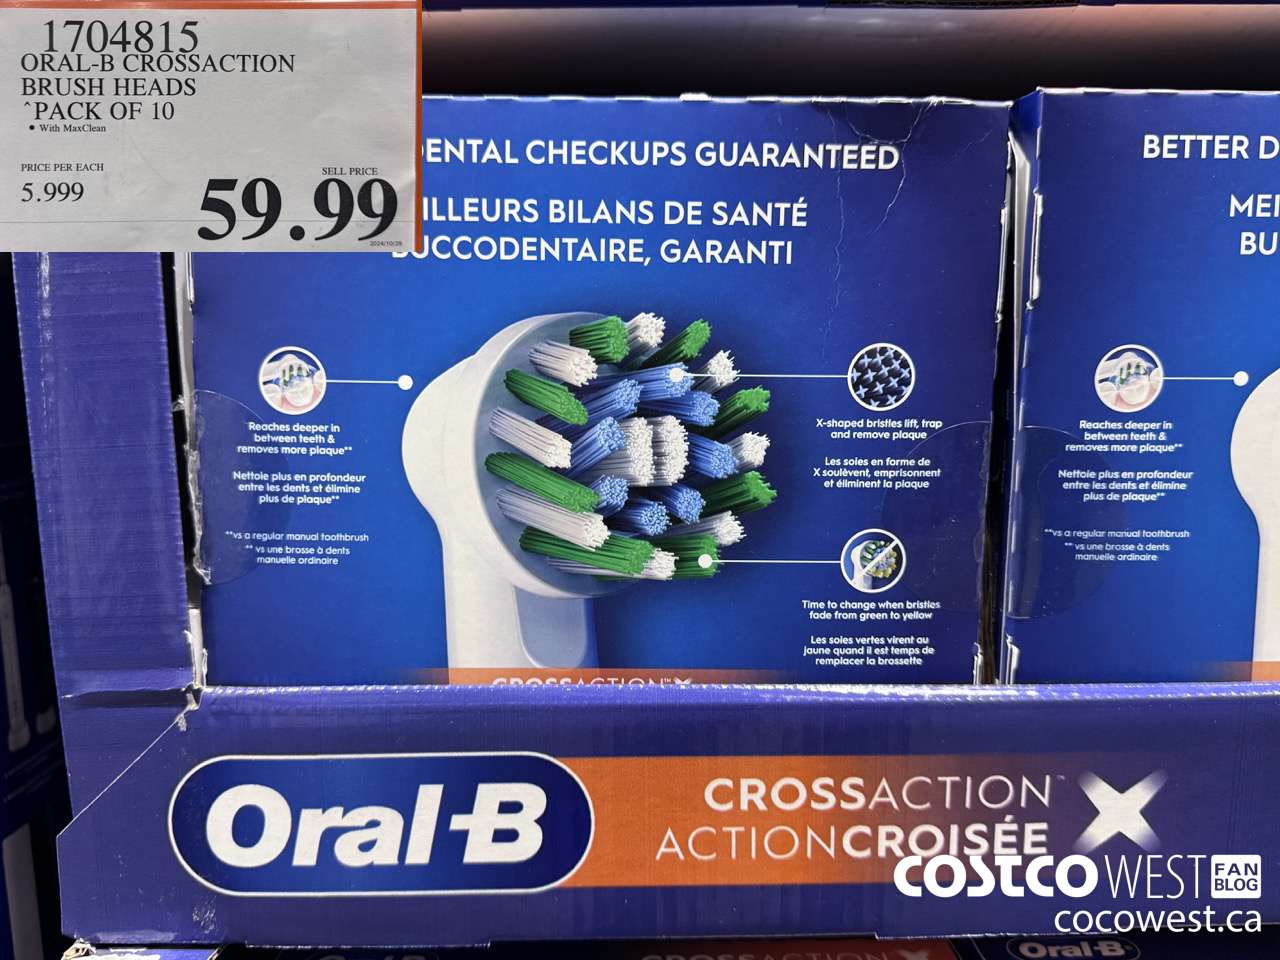 1704815
ORAL-B CROSSACTION
BRUSH HEADS
^PACK OF 10
• With MaxClean
PRICE PER EACH
5.999
SELL PRICE
59.99
2024/10/28
DENTAL CHECKUPS GUARANTEED
ILLEURS BILANS DE SANTÉ
BUCCODENTAIRE, GARANTI
Reaches deeper in
between teeth &
removes more plaque**
Nettoie plus en profondeur
entre les dents et élimine
plus de plaque**
**vs a regular manual toothbrush
** vs une brosse à dents
manuelle ordinaire
X-shaped bristles lift, trap
and remove plaque
Les soies en forme de
X soulèvent, emprisonnent
et éliminent la plaque
Time to change when bristles
fade from green to yellow
Les soies vertes virent au
jaune quand il est temps de
remplacer la brossette
CROSSACTION™ X
BETTER D
MEI
BU
Reaches deeper in
between teeth &
removes more plaque**
Nettoie plus en profondeur
entre les dents et élimine
plus de plaque**
**vs a regular manual toothbrush
** vs une brosse à dents
manuelle ordinaire
Oral-B
CROSSACTION™ X
ACTIONCROISÉE
COSTCO WEST FAN BLOG
cocowest.ca
CROSSACTION
Oral-B